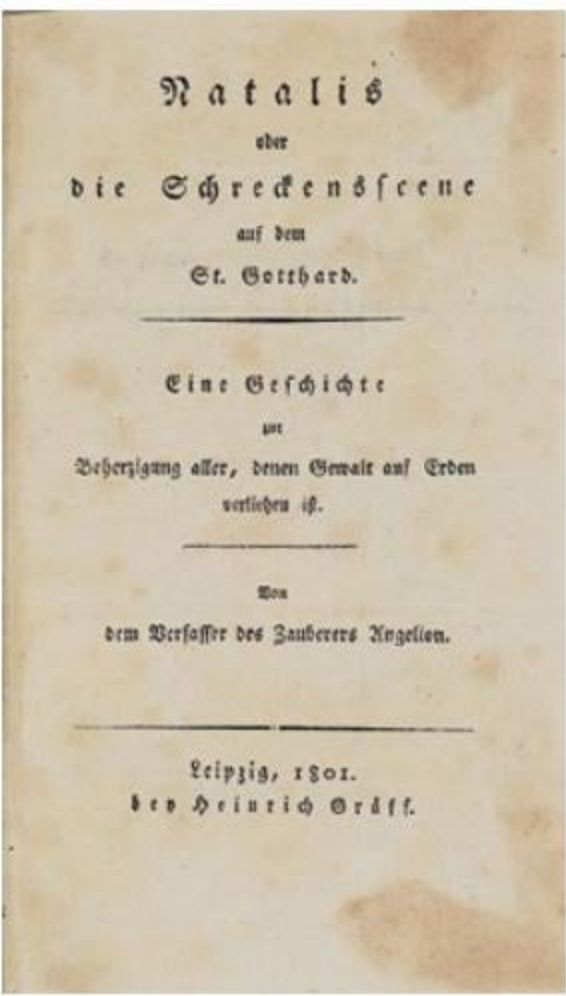 Natalis
oder
die Schreckensscene
auf dem
St. Gotthard.
Eine Geschichte
zur
Beherzigung aller, denen Gewalt auf Erden
verliehen ist.
Von
dem Verfasser des Zauberers Angelion.
Leipzig, 1801.
bey Heinrich Gräff.